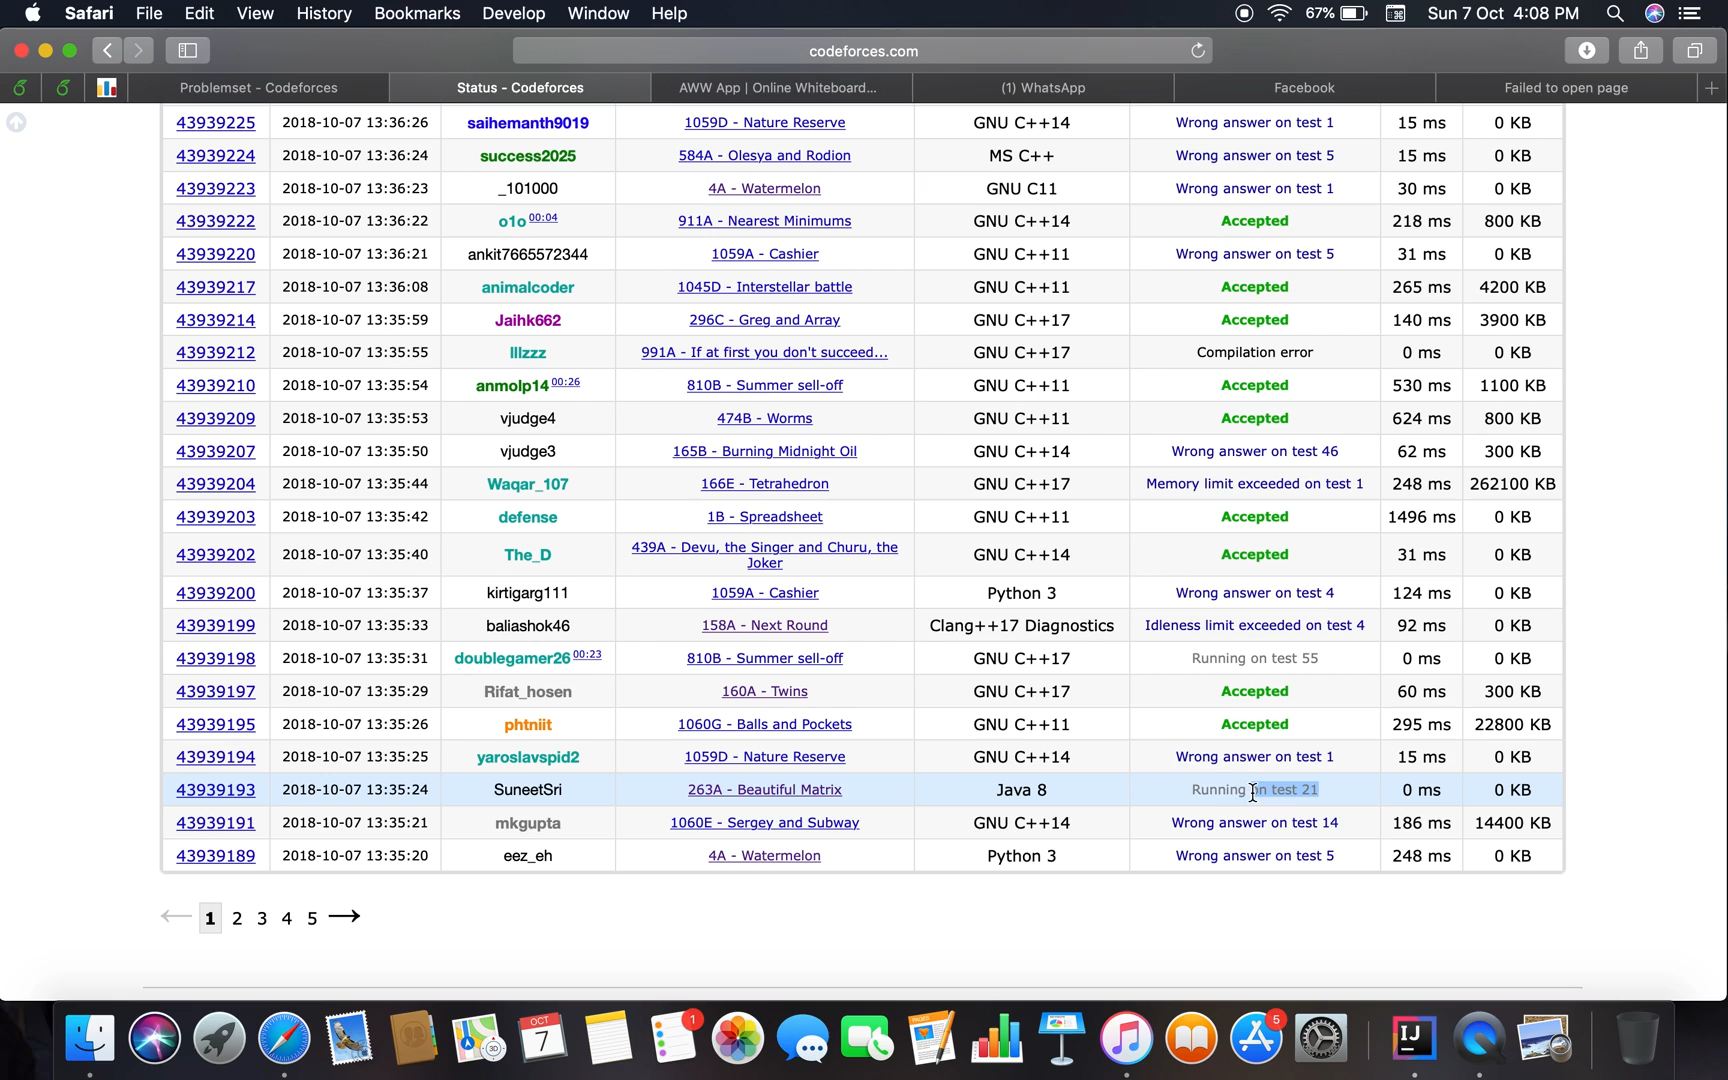 Safari File Edit View History Bookmarks Develop Window Help 67% Sun 7 Oct 4:08 PM
codeforces.com
Problemset - Codeforces Status - Codeforces AWW App | Online Whiteboard... (1) WhatsApp Facebook Failed to open page
43939225 2018-10-07 13:36:26 saihemanth9019 1059D - Nature Reserve GNU C++14 Wrong answer on test 1 15 ms 0 KB
43939224 2018-10-07 13:36:24 success2025 584A - Olesya and Rodion MS C++ Wrong answer on test 5 15 ms 0 KB
43939223 2018-10-07 13:36:23 _101000 4A - Watermelon GNU C11 Wrong answer on test 1 30 ms 0 KB
43939222 2018-10-07 13:36:22 o1o 00:04 911A - Nearest Minimums GNU C++14 Accepted 218 ms 800 KB
43939220 2018-10-07 13:36:21 ankit7665572344 1059A - Cashier GNU C++11 Wrong answer on test 5 31 ms 0 KB
43939217 2018-10-07 13:36:08 animalcoder 1045D - Interstellar battle GNU C++11 Accepted 265 ms 4200 KB
43939214 2018-10-07 13:35:59 Jaihk662 296C - Greg and Array GNU C++17 Accepted 140 ms 3900 KB
43939212 2018-10-07 13:35:55 lllzzz 991A - If at first you don't succeed... GNU C++17 Compilation error 0 ms 0 KB
43939210 2018-10-07 13:35:54 anmolp14 00:26 810B - Summer sell-off GNU C++11 Accepted 530 ms 1100 KB
43939209 2018-10-07 13:35:53 vjudge4 474B - Worms GNU C++11 Accepted 624 ms 800 KB
43939207 2018-10-07 13:35:50 vjudge3 165B - Burning Midnight Oil GNU C++14 Wrong answer on test 46 62 ms 300 KB
43939204 2018-10-07 13:35:44 Waqar_107 166E - Tetrahedron GNU C++17 Memory limit exceeded on test 1 248 ms 262100 KB
43939203 2018-10-07 13:35:42 defense 1B - Spreadsheet GNU C++11 Accepted 1496 ms 0 KB
43939202 2018-10-07 13:35:40 The_D 439A - Devu, the Singer and Churu, the Joker GNU C++14 Accepted 31 ms 0 KB
43939200 2018-10-07 13:35:37 kirtigarg111 1059A - Cashier Python 3 Wrong answer on test 4 124 ms 0 KB
43939199 2018-10-07 13:35:33 baliashok46 158A - Next Round Clang++17 Diagnostics Idleness limit exceeded on test 4 92 ms 0 KB
43939198 2018-10-07 13:35:31 doublegamer26 00:23 810B - Summer sell-off GNU C++17 Running on test 55 0 ms 0 KB
43939197 2018-10-07 13:35:29 Rifat_hosen 160A - Twins GNU C++17 Accepted 60 ms 300 KB
43939195 2018-10-07 13:35:26 phtniit 1060G - Balls and Pockets GNU C++11 Accepted 295 ms 22800 KB
43939194 2018-10-07 13:35:25 yaroslavspid2 1059D - Nature Reserve GNU C++14 Wrong answer on test 1 15 ms 0 KB
43939193 2018-10-07 13:35:24 SuneetSri 263A - Beautiful Matrix Java 8 Running on test 21 0 ms 0 KB
43939191 2018-10-07 13:35:21 mkgupta 1060E - Sergey and Subway GNU C++14 Wrong answer on test 14 186 ms 14400 KB
43939189 2018-10-07 13:35:20 eez_eh 4A - Watermelon Python 3 Wrong answer on test 5 248 ms 0 KB
1 2 3 4 5
OCT 7 3D PAGES 1 5 IJ